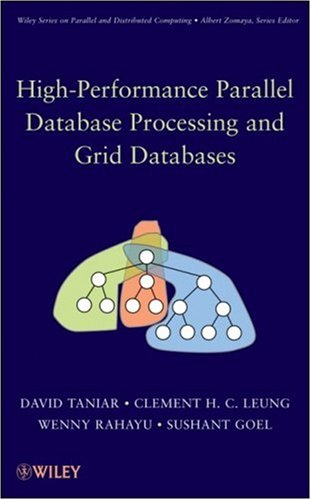 Wiley Series on Parallel and Distributed Computing • Albert Zomaya, Series Editor
High-Performance Parallel
Database Processing and
Grid Databases
DAVID TANIAR • CLEMENT H. C. LEUNG
WENNY RAHAYU • SUSHANT GOEL
WILEY